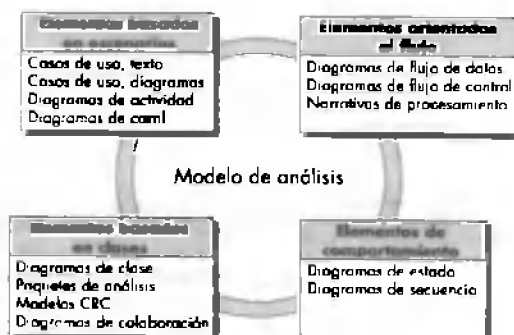 Elementos basados
en escenarios
Casos de uso, texto
Casos de uso, diagramas
Diagramas de actividad
Diagramas de carril
Elementos orientados
al flujo
Diagramas de flujo de datos
Diagramas de flujo de control
Narrativas de procesamiento
Modelo de análisis
Elementos basados
en clases
Diagramas de clase
Paquetes de análisis
Modelos CRC
Diagramas de colaboración
Elementos de
comportamiento
Diagramas de estado
Diagramas de secuencia